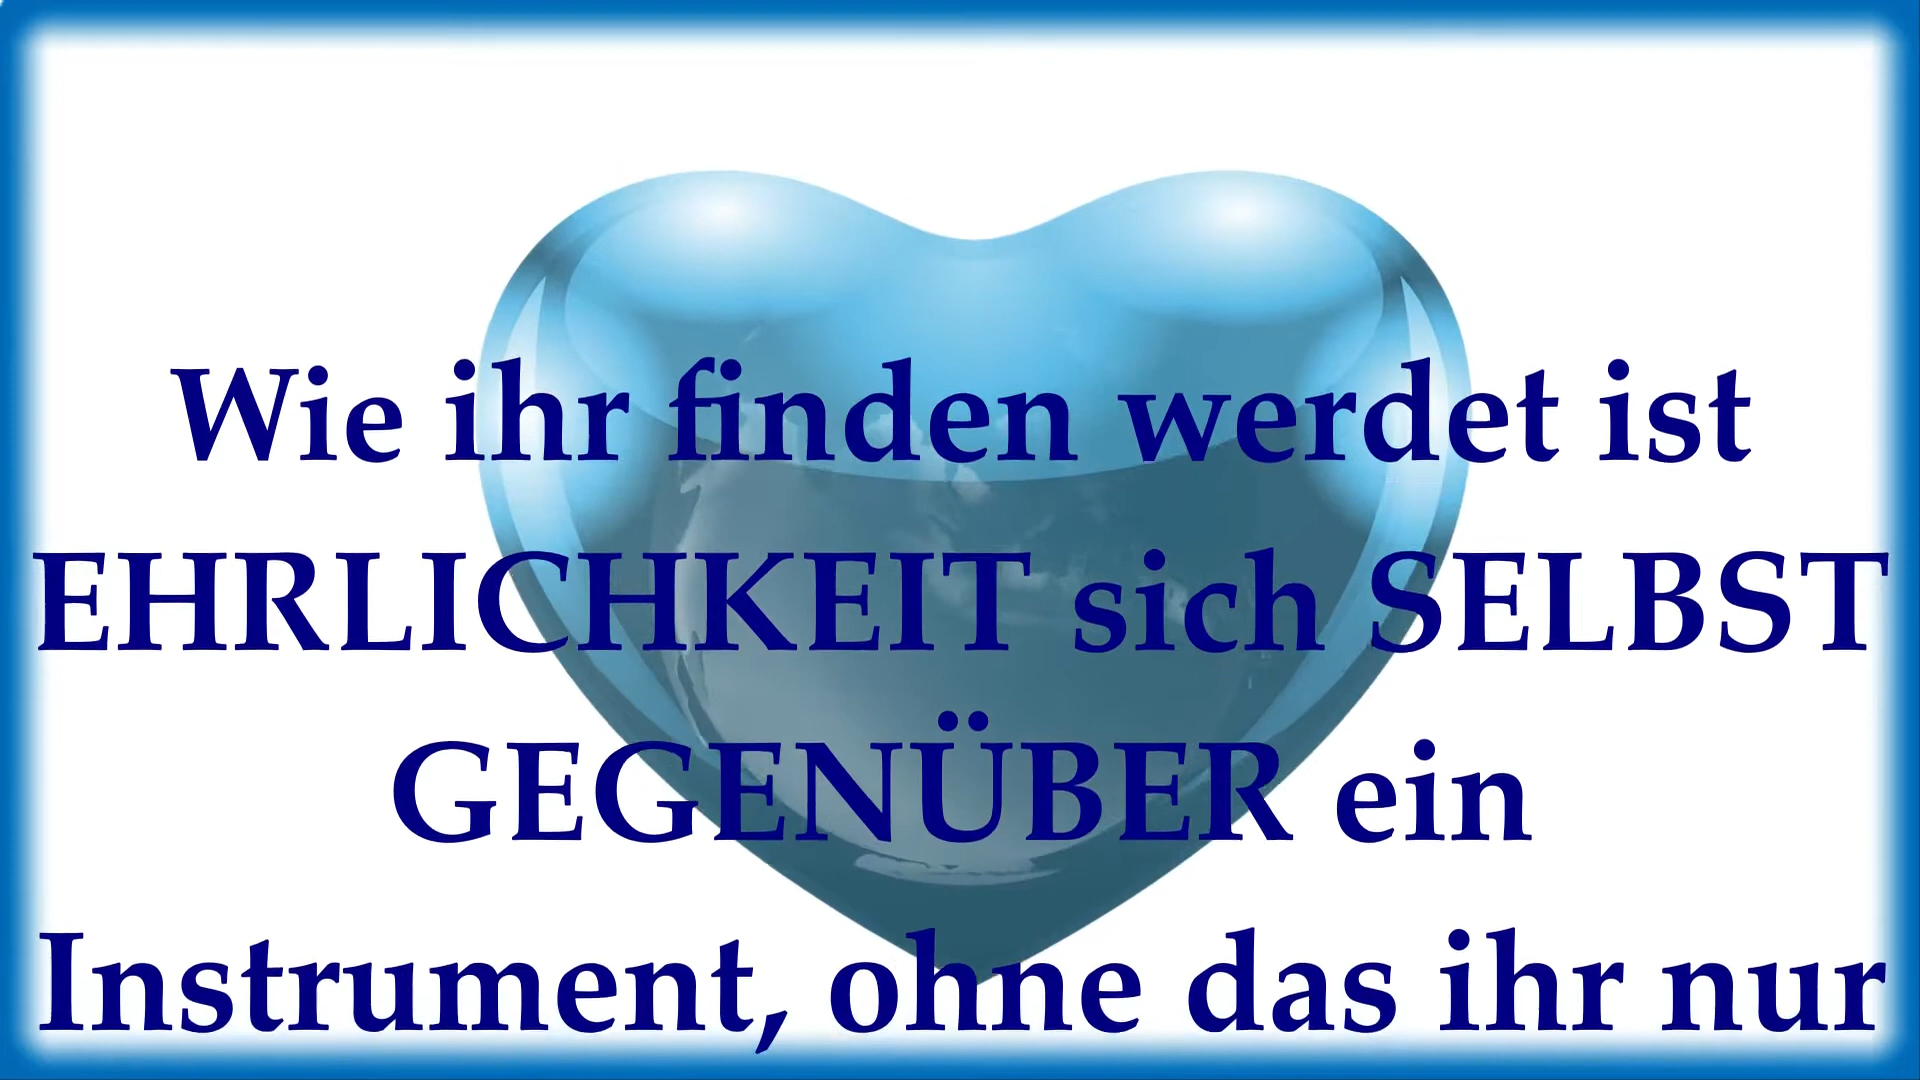 Wie ihr finden werdet ist
EHRLICHKEIT sich SELBST
GEGENÜBER ein
Instrument, ohne das ihr nur